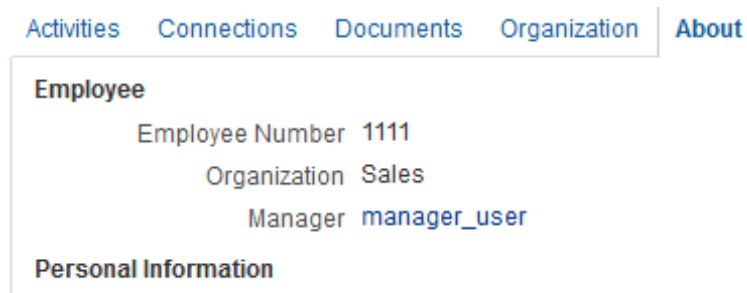 Activities Connections Documents Organization About
Employee
Employee Number 1111
Organization Sales
Manager manager_user
Personal Information